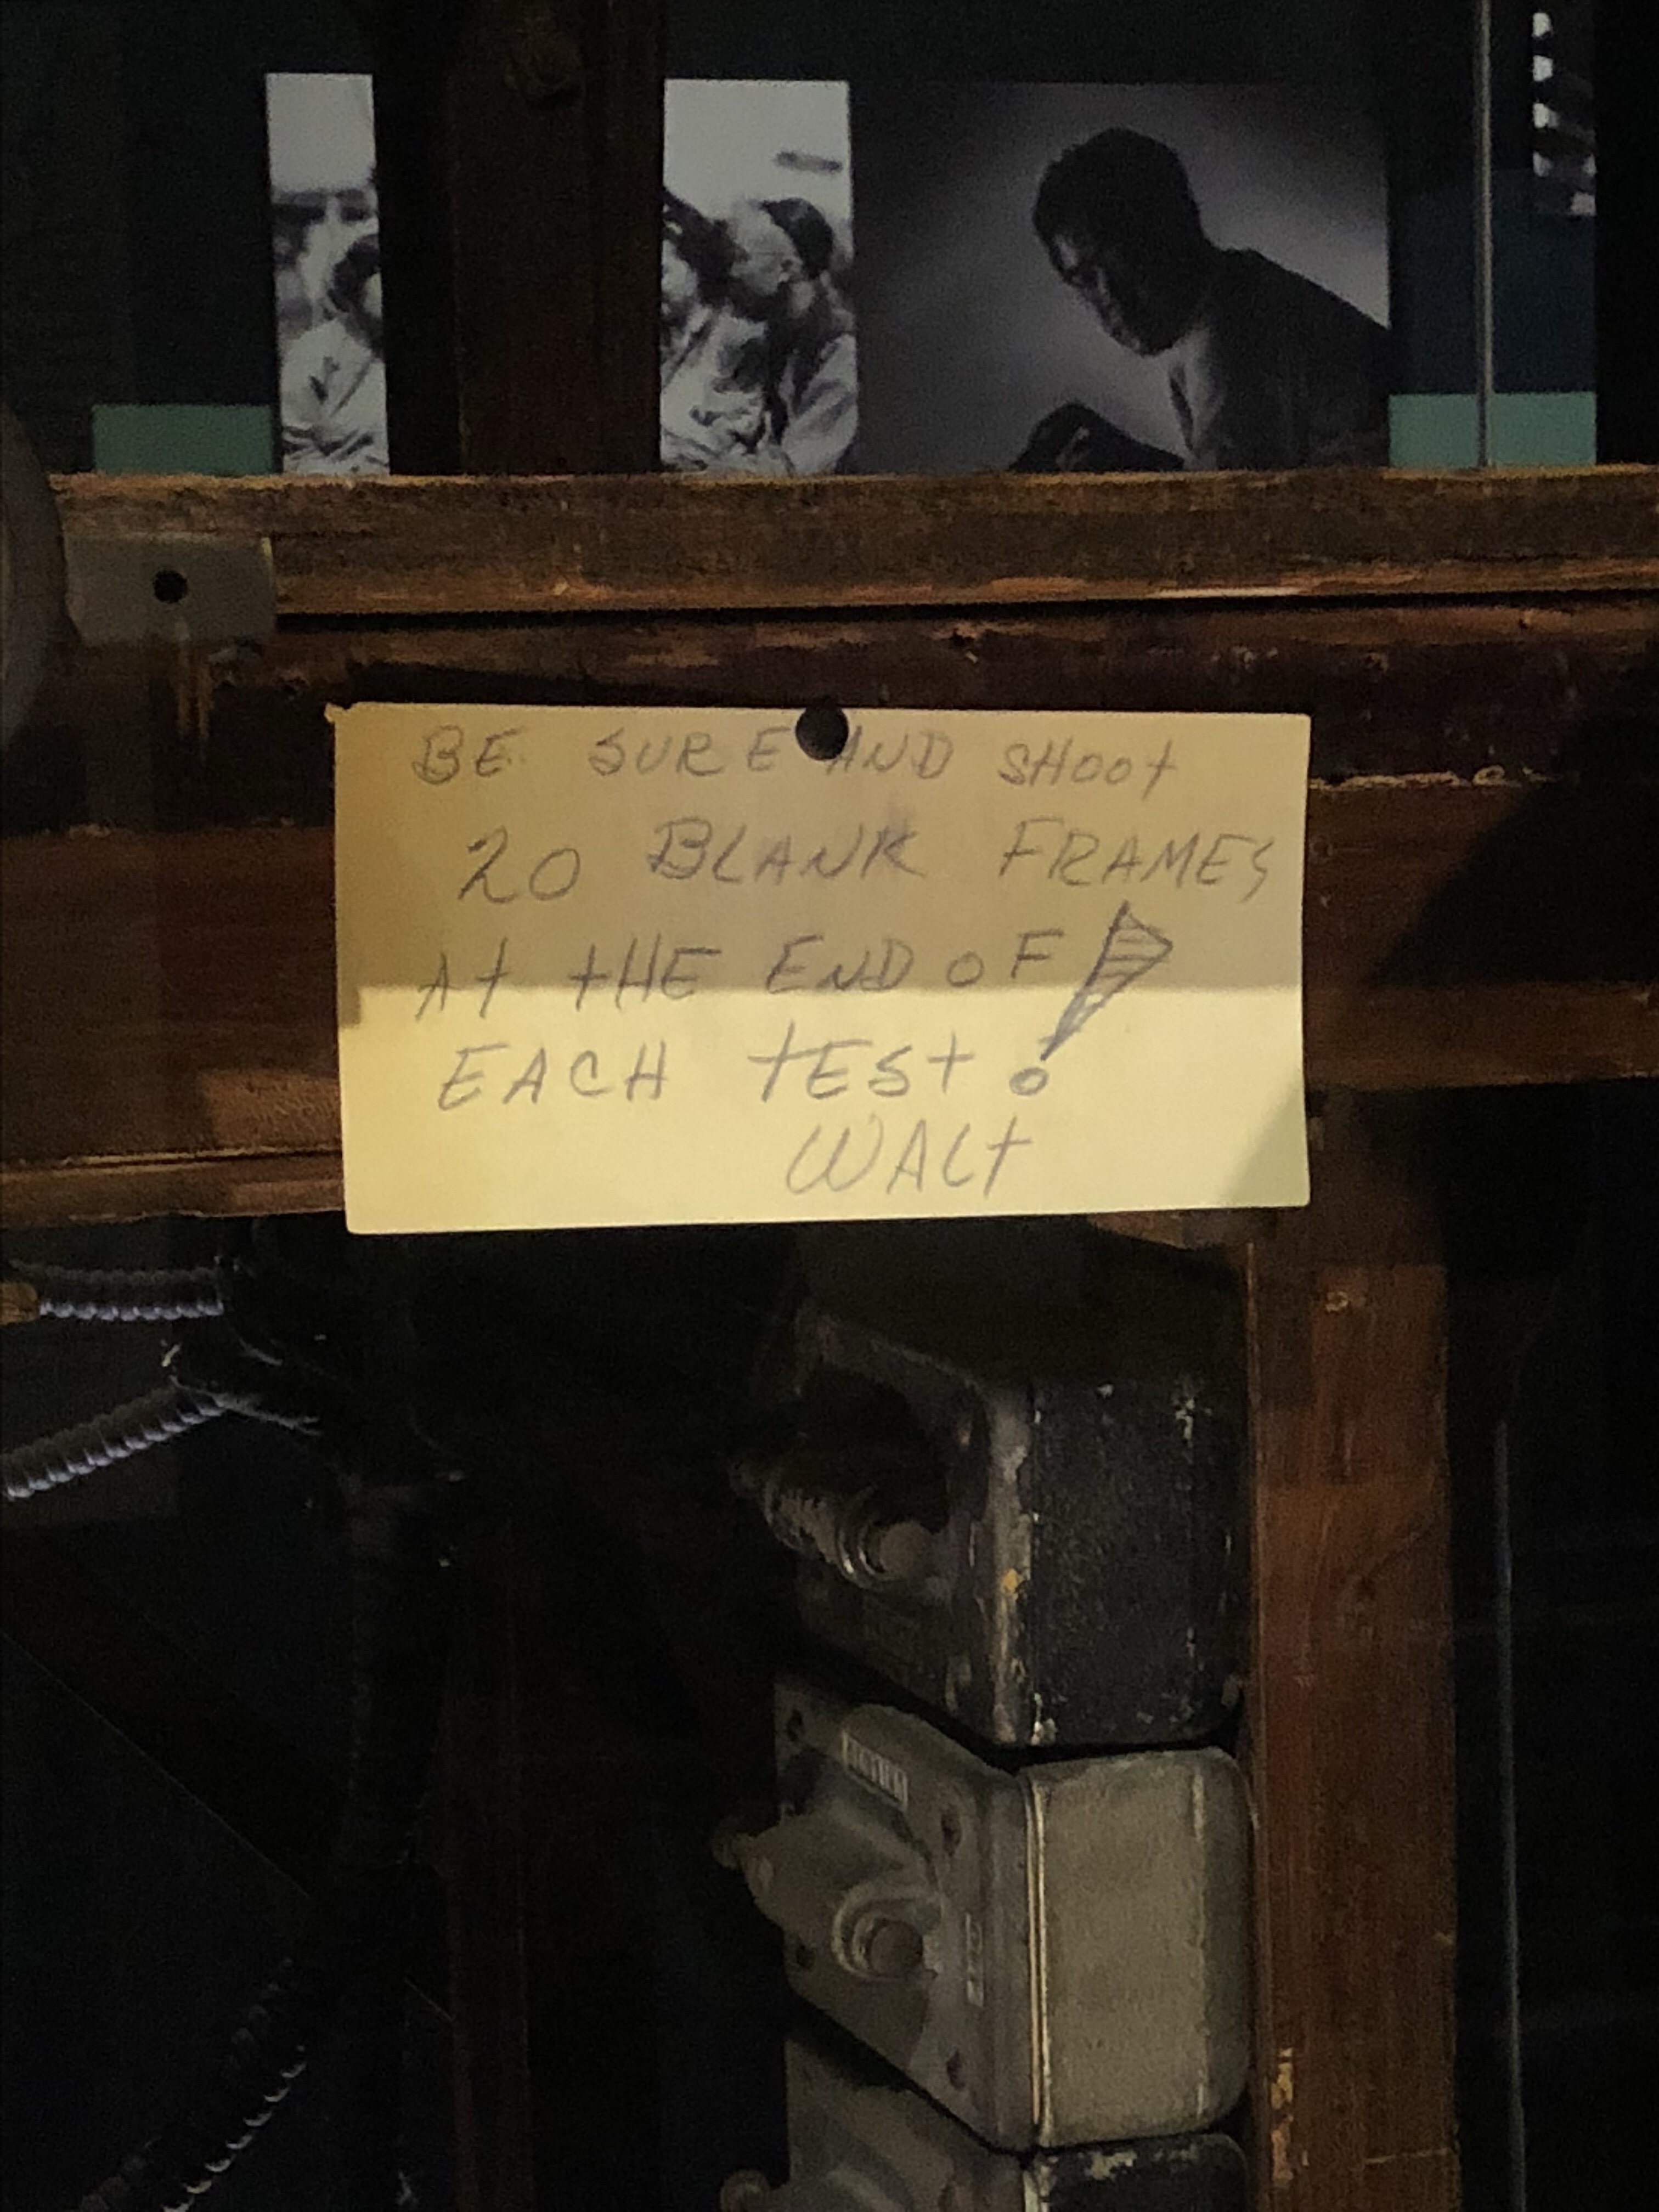 BE SURE AND SHOOT
20 BLANK FRAMES
AT THE END OF
EACH TEST!
WALT